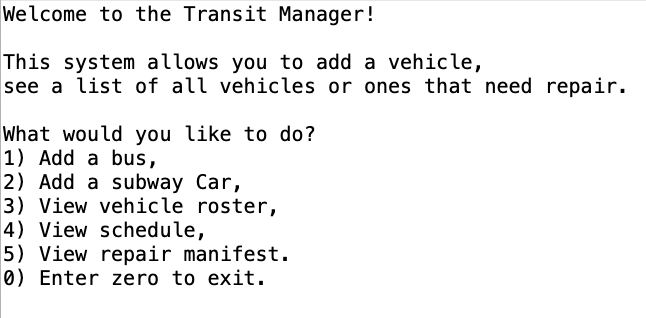 Welcome to the Transit Manager!
This system allows you to add a vehicle,
see a list of all vehicles or ones that need repair.
What would you like to do?
1) Add a bus,
2) Add a subway Car,
3) View vehicle roster,
4) View schedule,
5) View repair manifest.
0) Enter zero to exit.